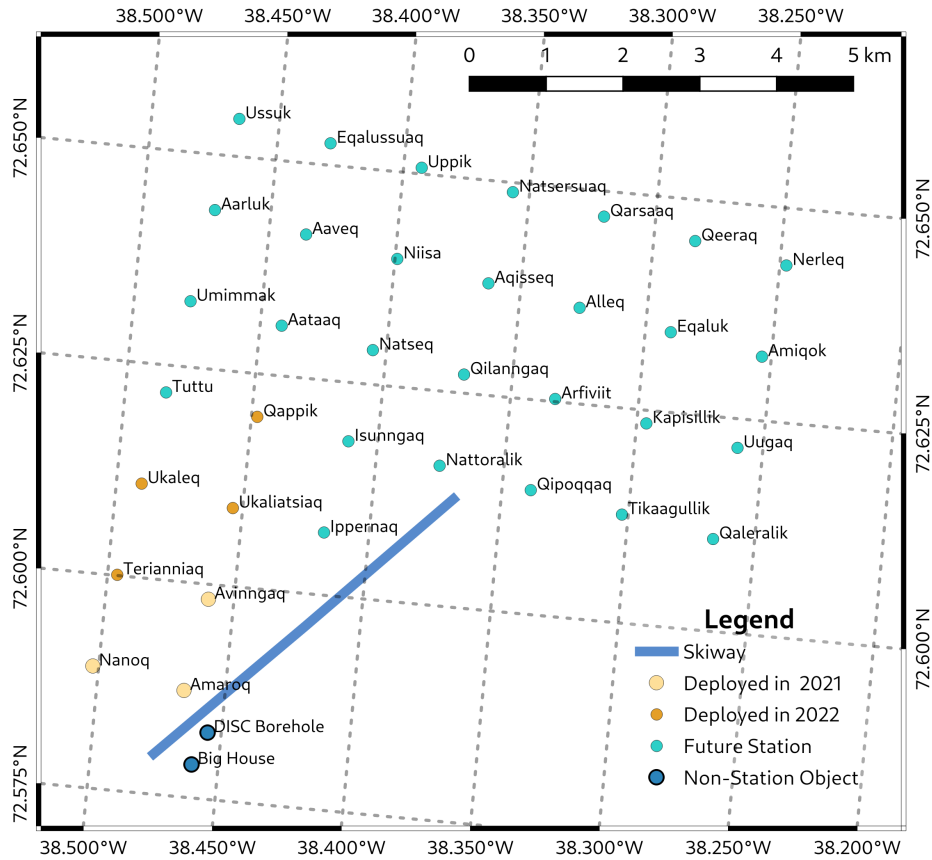 38.500°W 38.450°W 38.400°W 38.350°W 38.300°W 38.250°W
0 1 2 3 4 5 km
72.650°N
Ussuk
Eqalussuaq
Uppik
Natsersuaq
Aarluk
Qarsaaq
72.650°N
Aaveq
Qeeraq
Niisa
Nerleq
Aqisseq
Umimmak
Alleq
Aataaq
Eqaluk
72.625°N
Natseq
Amiqok
Qilanngaq
Tuttu
Arfiviit
Qappik
Kapisillik
72.625°N
Isunngaq
Uugaq
Nattoralik
Ukaleq
Qipoqqaq
Ukaliatsiaq
Tikaagullik
Ippernaq
Qaleralik
72.600°N
Terianniaq
Avinngaq
72.600°N
Nanoq
Amaroq
DISC Borehole
Big House
72.575°N
Legend
Skiway
Deployed in 2021
Deployed in 2022
Future Station
Non-Station Object
38.500°W 38.450°W 38.400°W 38.350°W 38.300°W 38.250°W 38.200°W